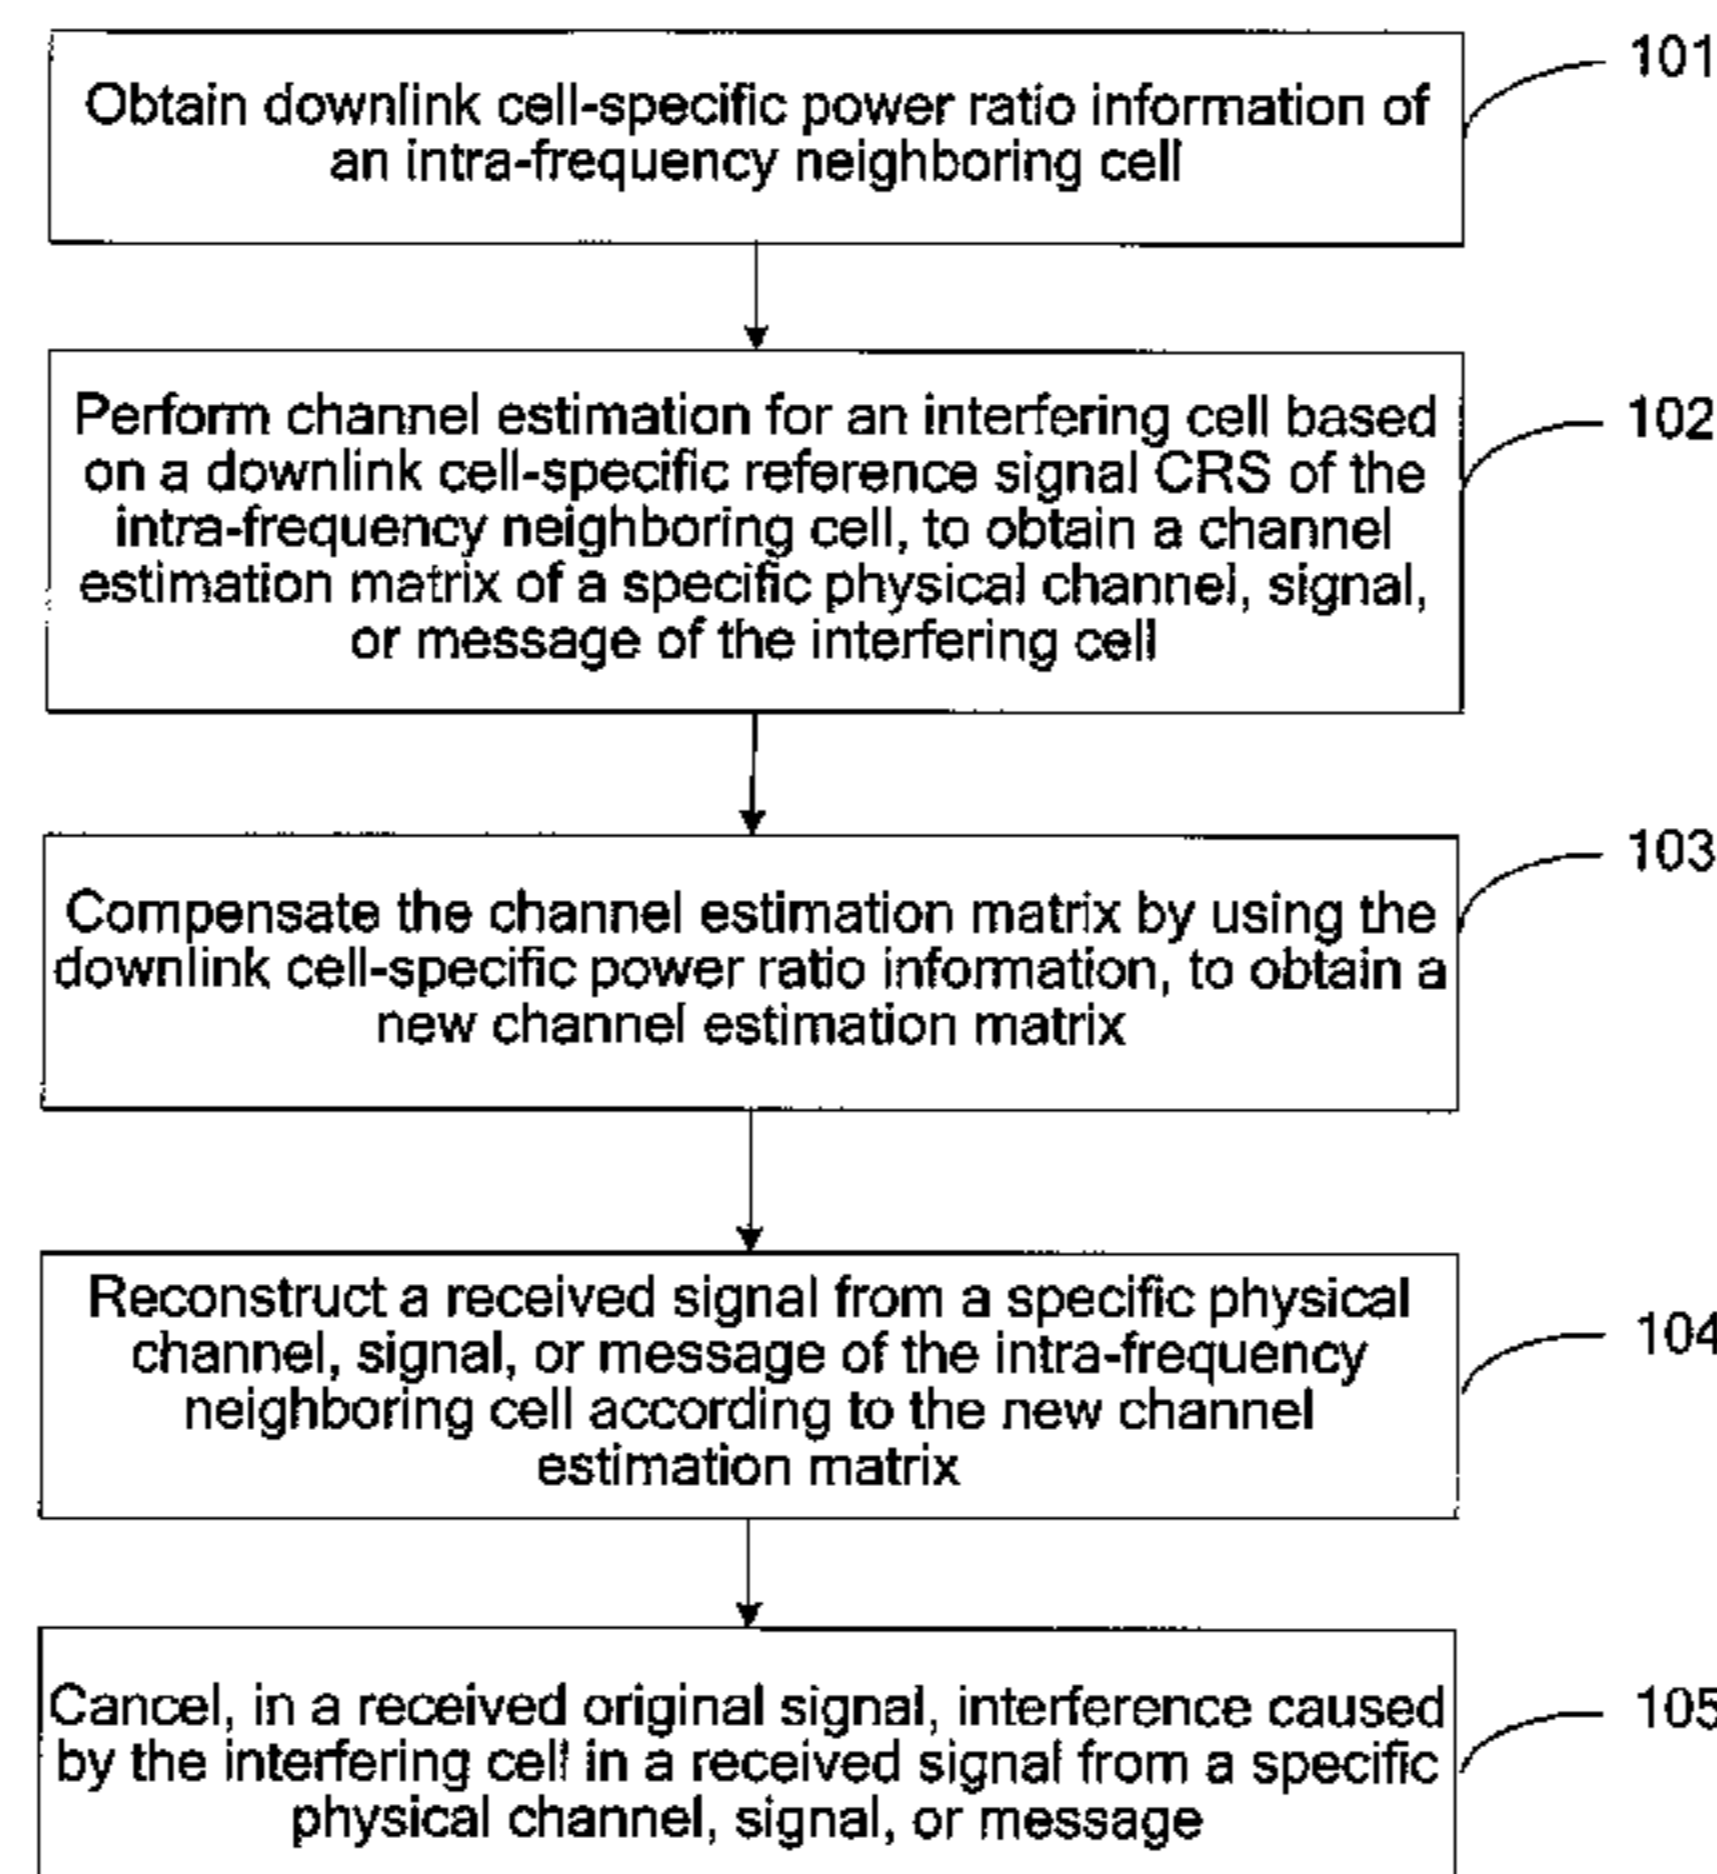 101
Obtain downlink cell-specific power ratio information of
an intra-frequency neighboring cell
102
Perform channel estimation for an interfering cell based
on a downlink cell-specific reference signal CRS of the
intra-frequency neighboring cell, to obtain a channel
estimation matrix of a specific physical channel, signal,
or message of the interfering cell
103
Compensate the channel estimation matrix by using the
downlink cell-specific power ratio information, to obtain a
new channel estimation matrix
104
Reconstruct a received signal from a specific physical
channel, signal, or message of the intra-frequency
neighboring cell according to the new channel
estimation matrix
105
Cancel, in a received original signal, interference caused
by the interfering cell in a received signal from a specific
physical channel, signal, or message